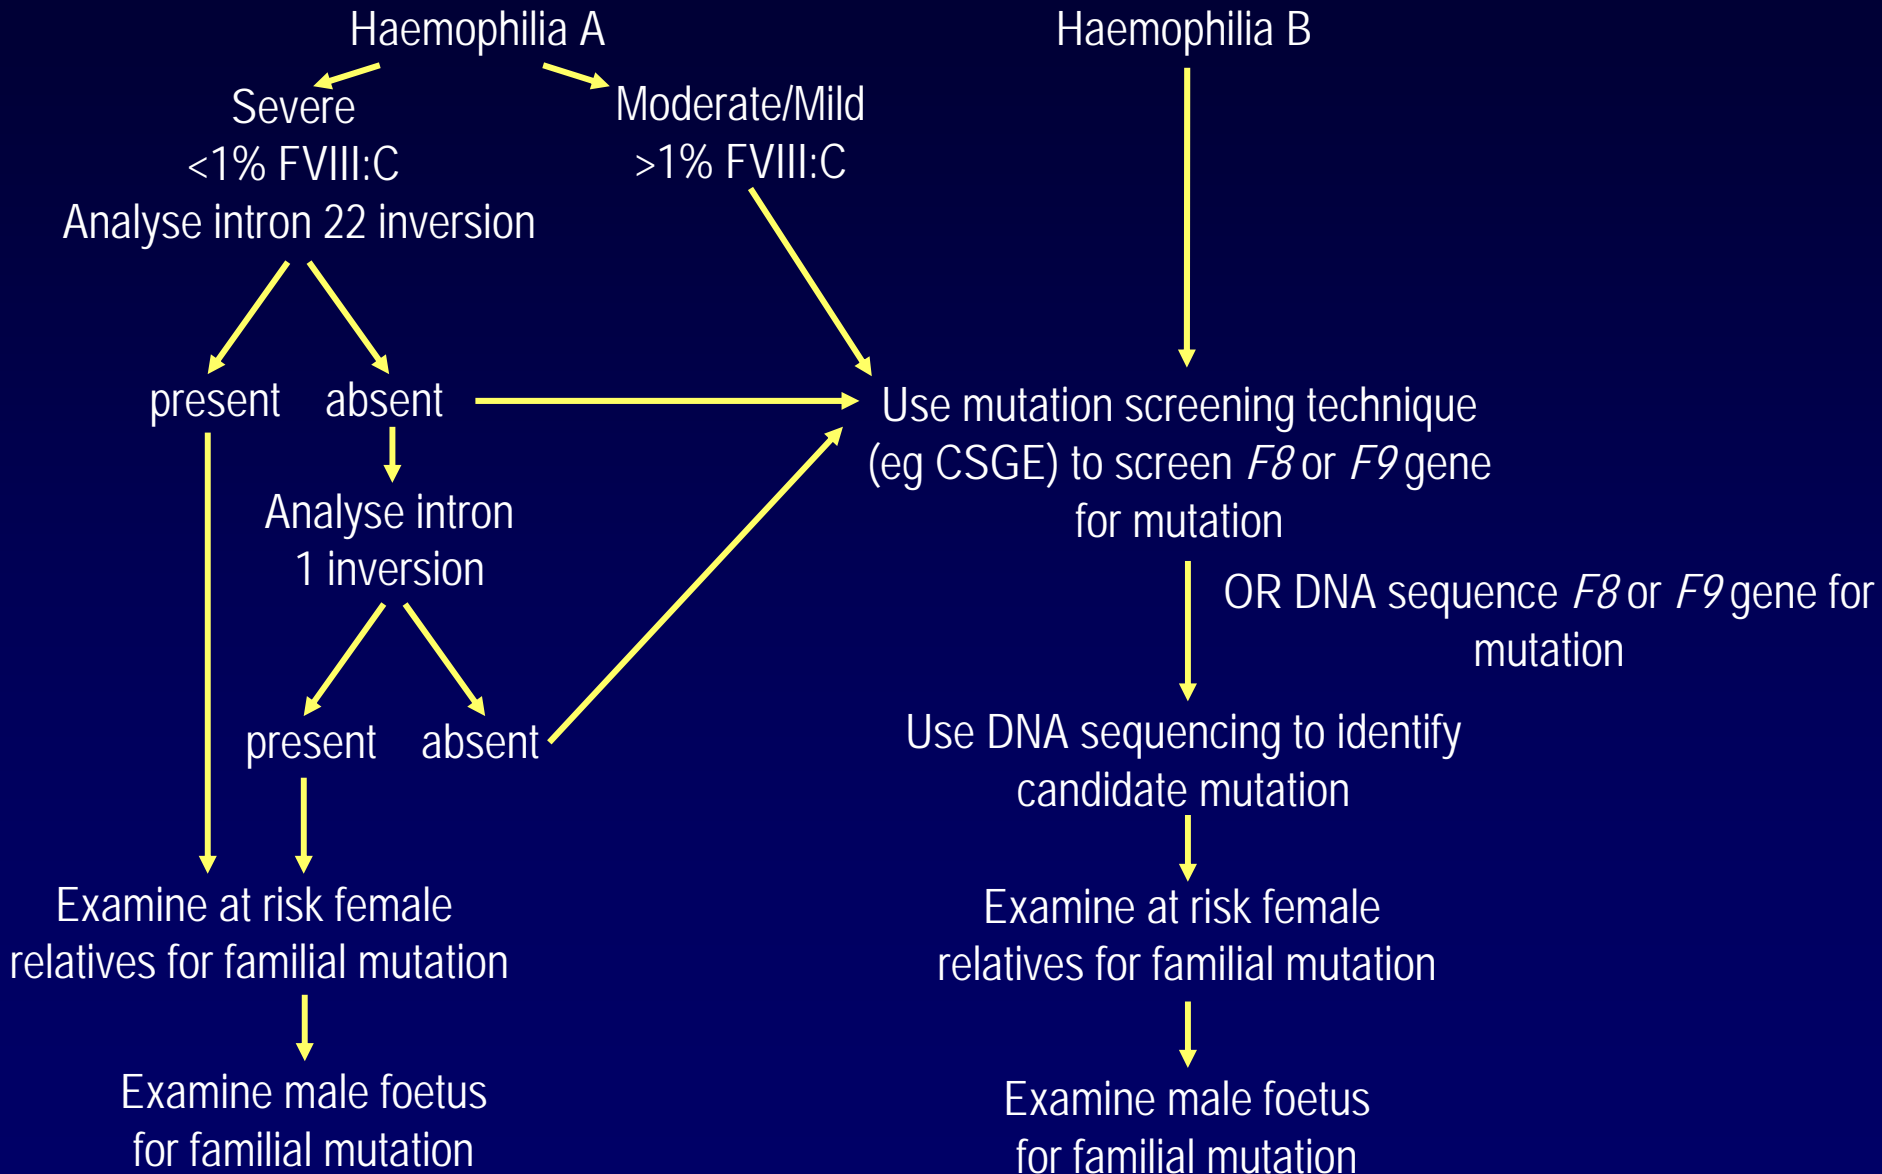 Haemophilia A
Haemophilia B
Severe
<1% FVIII:C
Analyse intron 22 inversion
Moderate/Mild
>1% FVIII:C
present
absent
Use mutation screening technique
(eg CSGE) to screen F8 or F9 gene
for mutation
Analyse intron
1 inversion
OR DNA sequence F8 or F9 gene for
mutation
present
absent
Use DNA sequencing to identify
candidate mutation
Examine at risk female
relatives for familial mutation
Examine at risk female
relatives for familial mutation
Examine male foetus
for familial mutation
Examine male foetus
for familial mutation